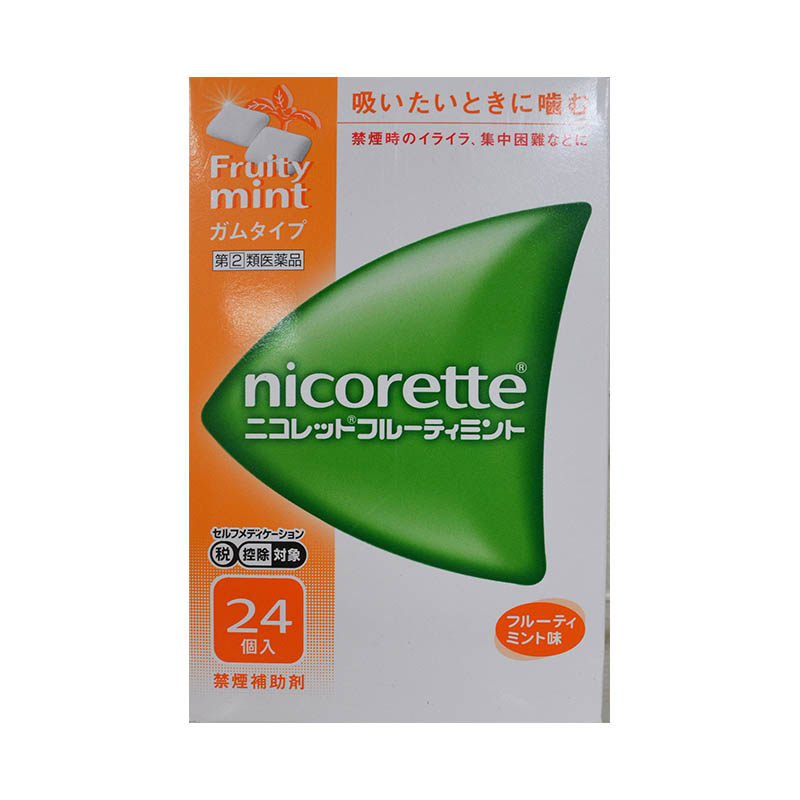 吸いたいときに噛む
禁煙時のイライラ、集中困難などに
Fruity
mint
ガムタイプ
指②類医薬品
nicorette®
ニコレット®フルーティミント
セルフメディケーション
税 控除 対象
24
個入
禁煙補助剤
フルーティ
ミント味